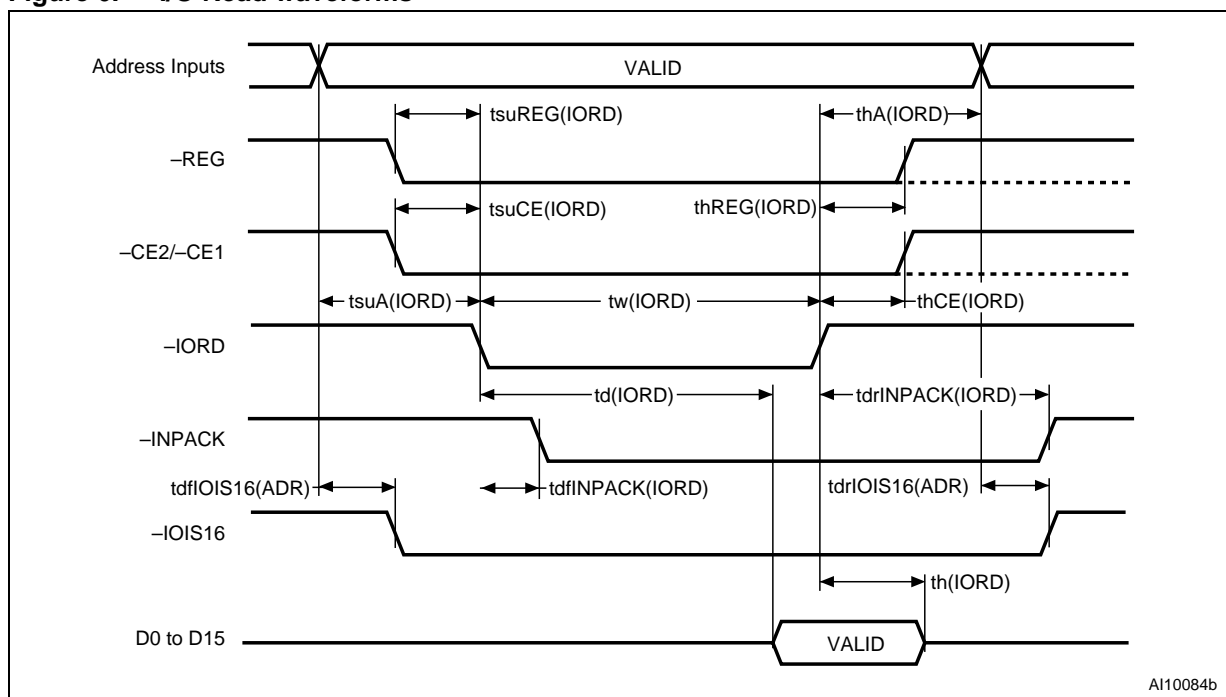 Address Inputs
VALID
tsuREG(IORD)
thA(IORD)
–REG
tsuCE(IORD)
thREG(IORD)
–CE2/–CE1
tsuA(IORD)
tw(IORD)
thCE(IORD)
–IORD
td(IORD)
tdrINPACK(IORD)
–INPACK
tdfIOIS16(ADR)
tdfINPACK(IORD)
tdrIOIS16(ADR)
–IOIS16
th(IORD)
D0 to D15
VALID
AI10084b